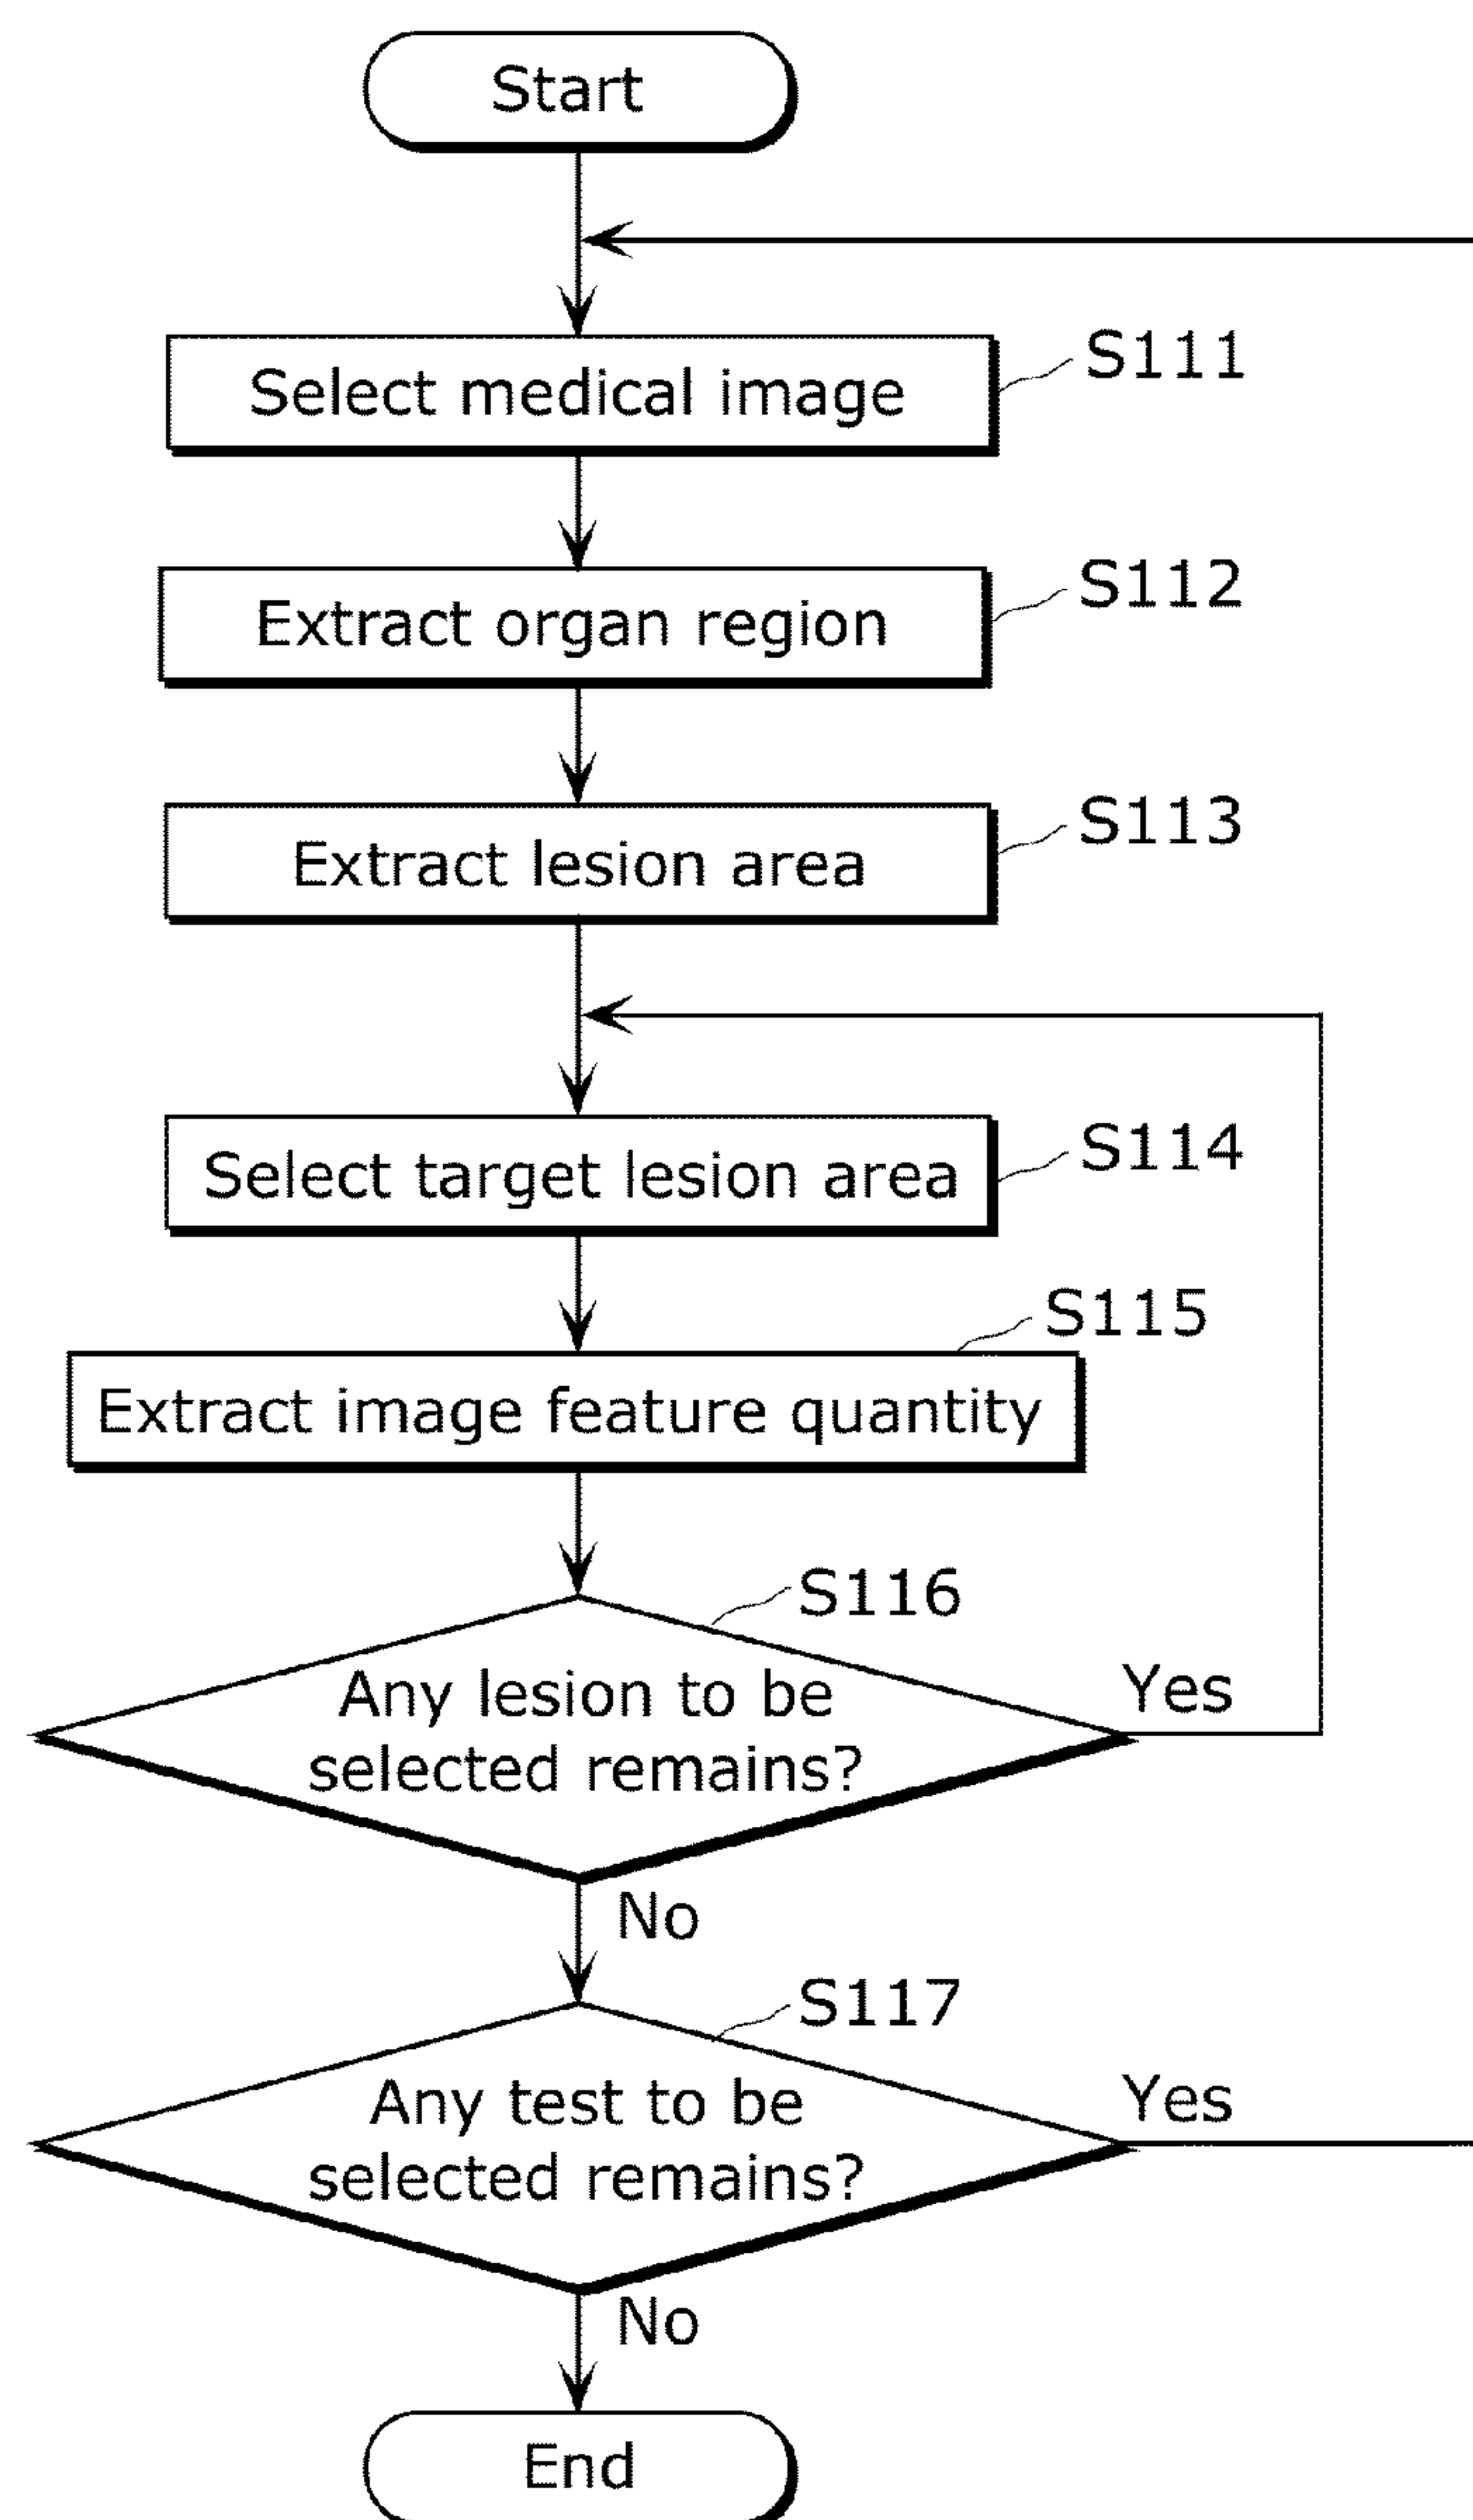 Start
Select medical image
S111
Extract organ region
S112
Extract lesion area
S113
Select target lesion area
S114
S115
Extract image feature quantity
S116
Any lesion to be
selected remains?
Yes
No
S117
Any test to be
selected remains?
Yes
No
End